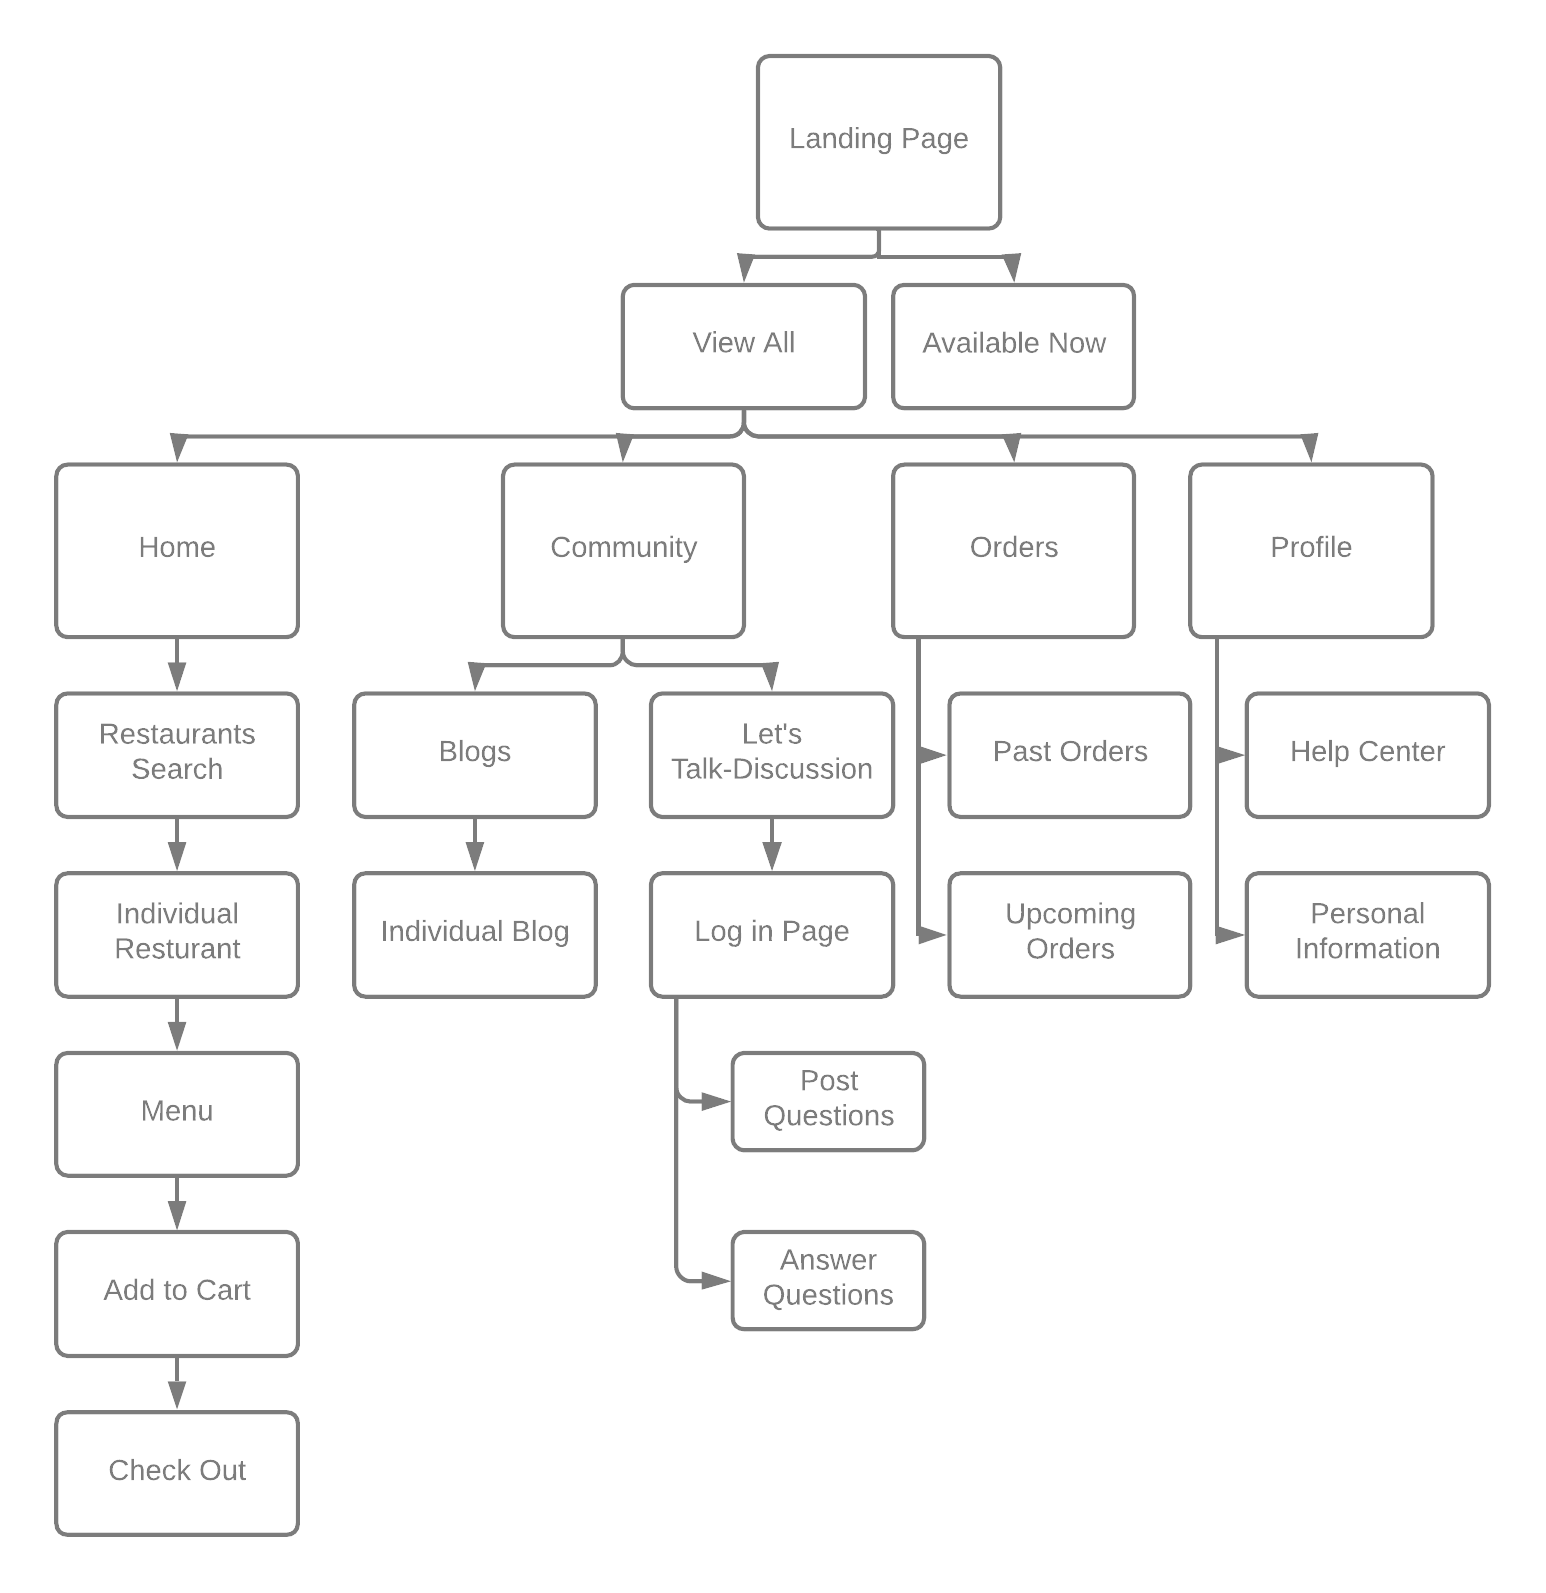 Landing Page
View All
Available Now
Home
Community
Orders
Profile
Restaurants
Search
Blogs
Let's
Talk-Discussion
Past Orders
Help Center
Individual
Resturant
Individual Blog
Log in Page
Upcoming
Orders
Personal
Information
Menu
Post
Questions
Add to Cart
Answer
Questions
Check Out